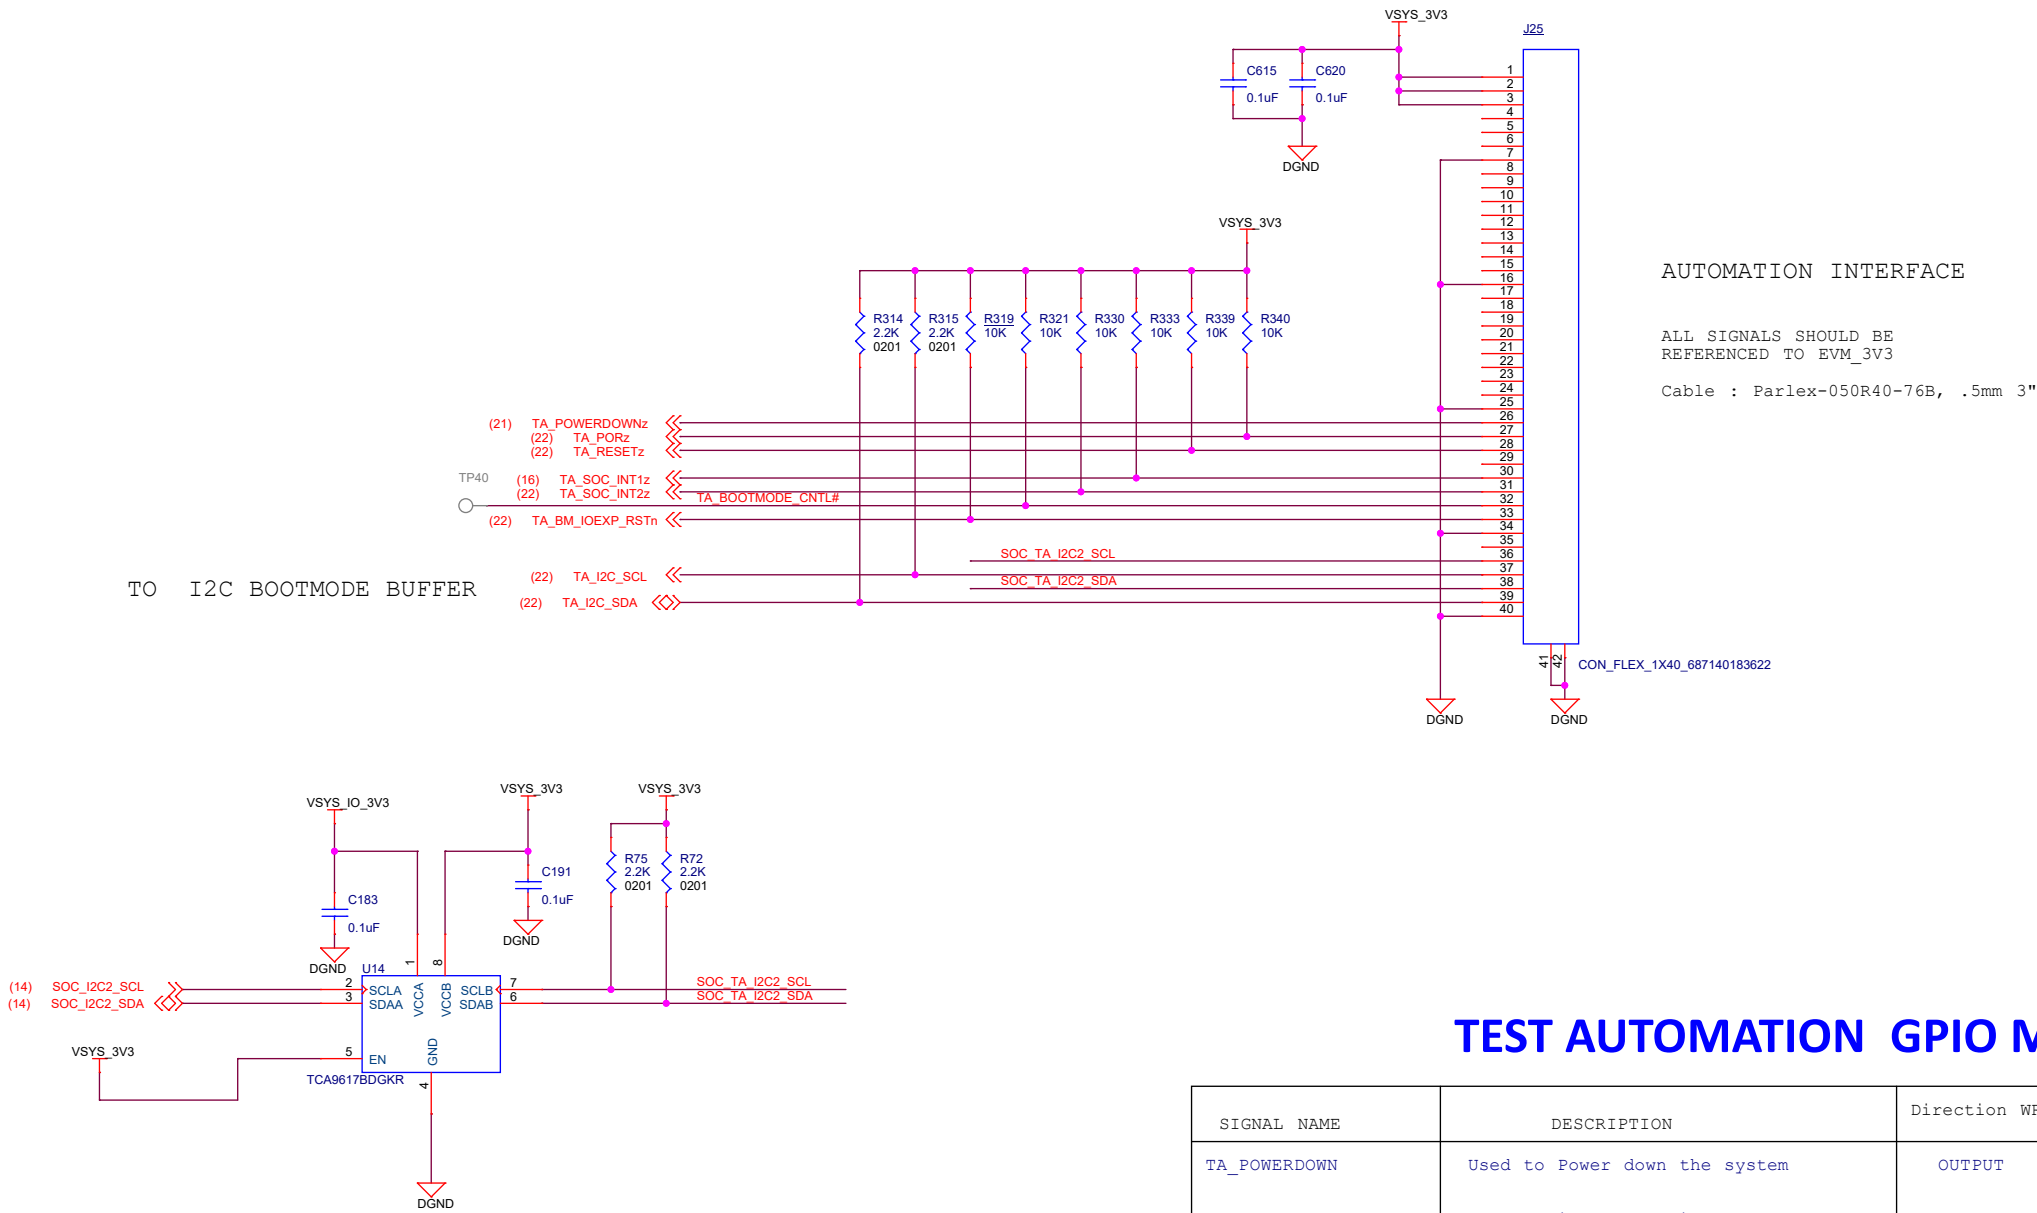 VSYS_3V3
J25
C615
0.1uF
C620
0.1uF
DGND
1
2
3
4
5
6
7
8
9
10
11
12
13
14
15
16
17
18
19
20
21
22
23
24
25
26
27
28
29
30
31
32
33
34
35
36
37
38
39
40
41
42
CON_FLEX_1X40_687140183622
DGND
DGND
AUTOMATION INTERFACE
ALL SIGNALS SHOULD BE
REFERENCED TO EVM_3V3
Cable : Parlex-050R40-76B, .5mm 3"
VSYS_3V3
R314
2.2K
0201
R315
2.2K
0201
R319
10K
R321
10K
R330
10K
R333
10K
R339
10K
R340
10K
(21) TA_POWERDOWNz
(22) TA_PORz
(22) TA_RESETz
TP40
(16) TA_SOC_INT1z
(22) TA_SOC_INT2z
TA_BOOTMODE_CNTL#
(22) TA_BM_IOEXP_RSTn
SOC_TA_I2C2_SCL
(22) TA_I2C_SCL
SOC_TA_I2C2_SDA
(22) TA_I2C_SDA
TO I2C BOOTMODE BUFFER
VSYS_IO_3V3
VSYS_3V3
VSYS_3V3
C183
0.1uF
DGND
C191
0.1uF
DGND
R75
2.2K
0201
R72
2.2K
0201
U14
(14) SOC_I2C2_SCL
(14) SOC_I2C2_SDA
2
3
5
1
8
7
6
4
SCLA
SDAA
VCCA
VCCB
SCLB
SDAB
EN
GND
SOC_TA_I2C2_SCL
SOC_TA_I2C2_SDA
VSYS_3V3
TCA9617BDGKR
DGND
TEST AUTOMATION GPIO
SIGNAL NAME
DESCRIPTION
Direction
TA_POWERDOWN
Used to Power down the system
OUTPUT